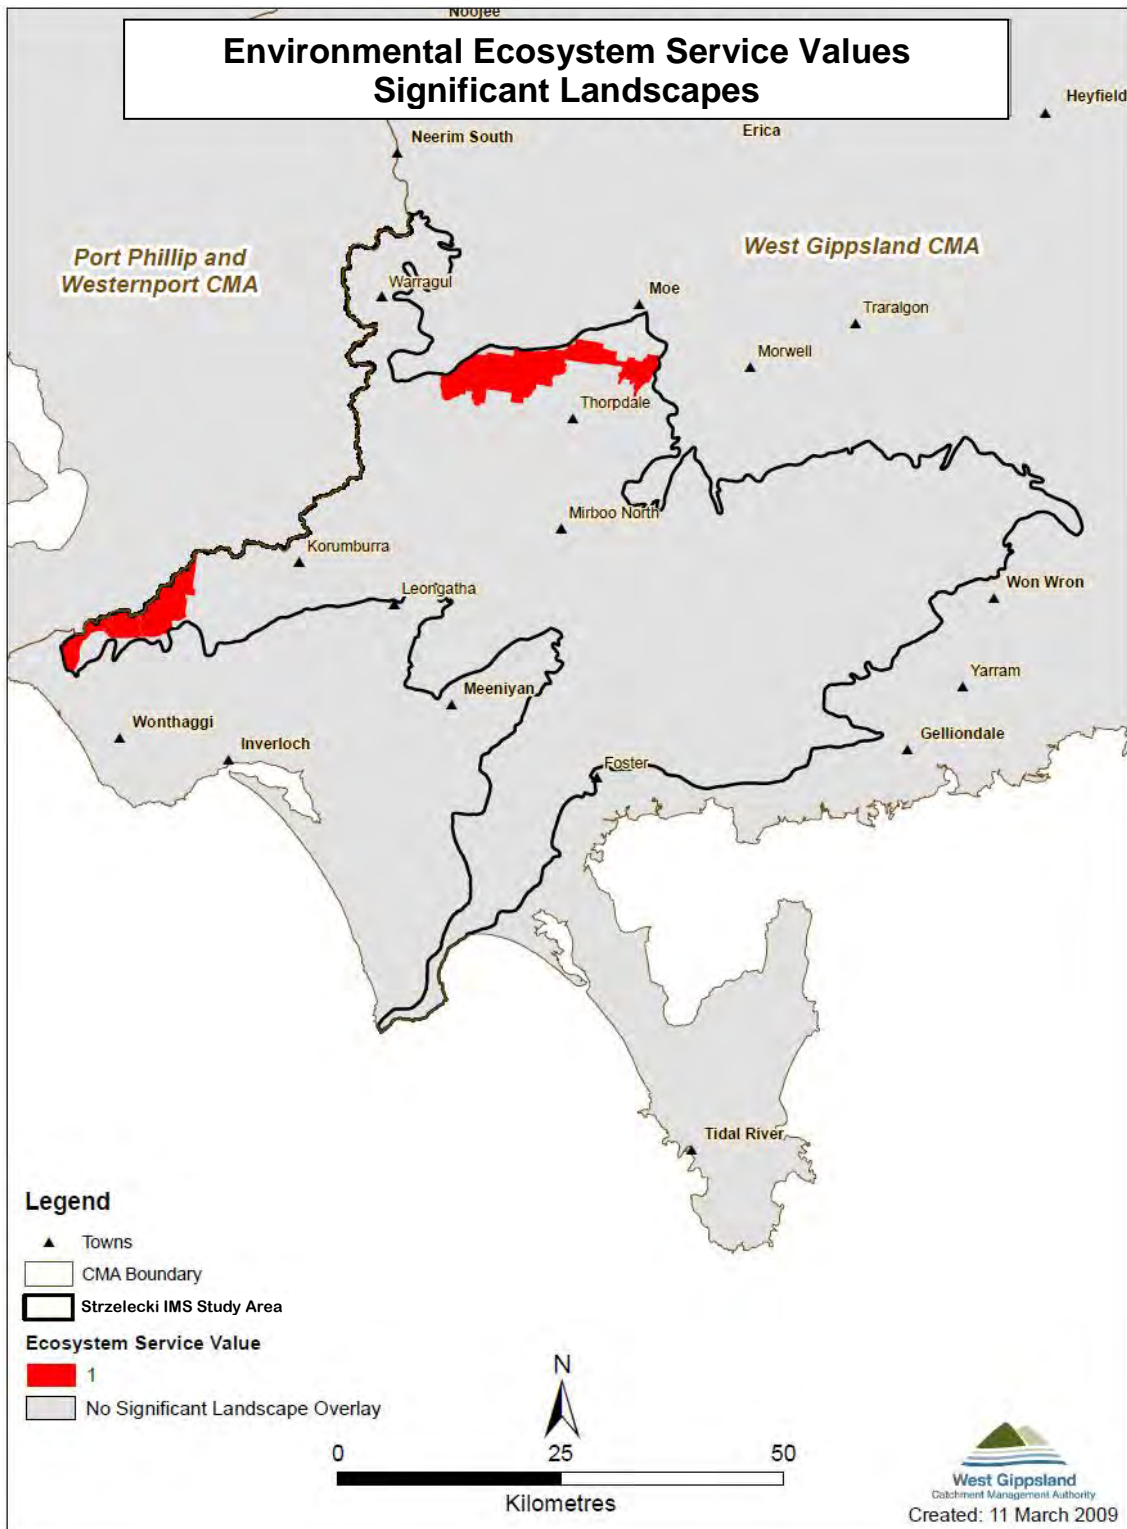 Noojee
Environmental Ecosystem Service Values
Significant Landscapes
Heyfield
Erica
Neerim South
Port Phillip and
Westernport CMA
West Gippsland CMA
Warragul
Moe
Traralgon
Morwell
Thorpdale
Mirboo North
Korumburra
Leongatha
Won Wron
Yarram
Meeniyan
Wonthaggi
Inverloch
Gelliondale
Foster
Tidal River
Legend
Towns
CMA Boundary
Strzelecki IMS Study Area
Ecosystem Service Value
1
No Significant Landscape Overlay
N
0 25 50
Kilometres
West Gippsland
Catchment Management Authority
Created: 11 March 2009